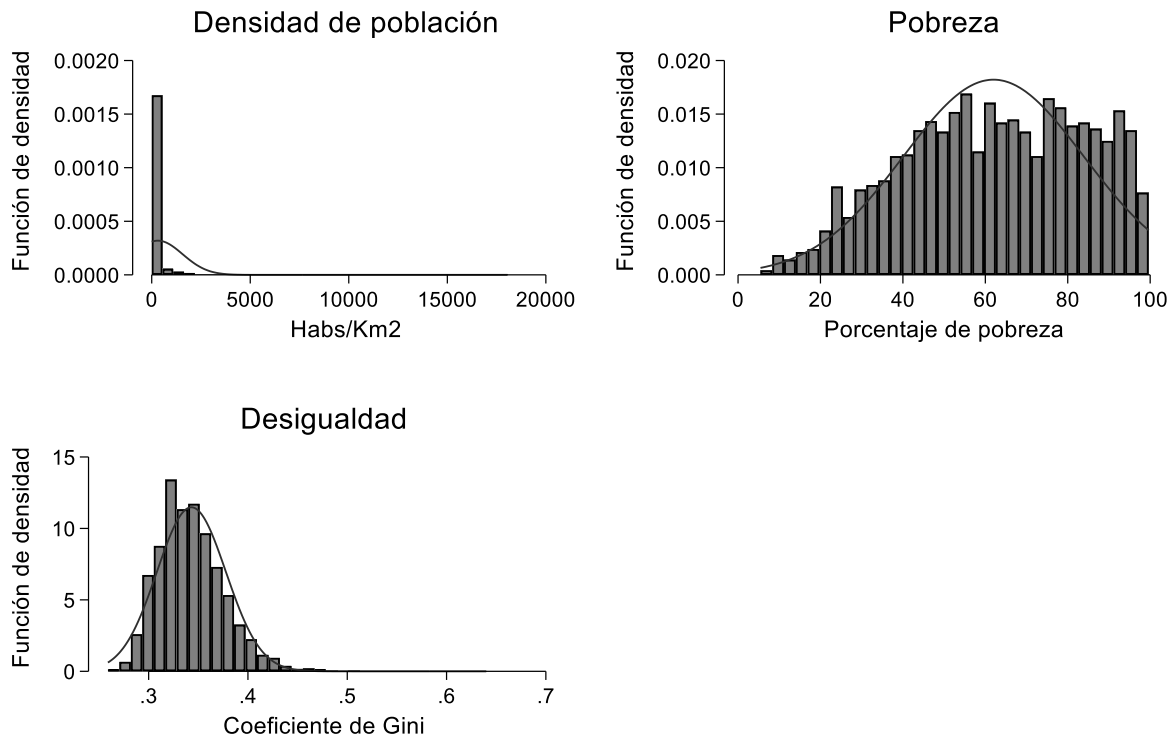 Densidad de población
Función de densidad
0.0020
0.0015
0.0010
0.0005
0.0000
0 5000 10000 15000 20000
Habs/Km2
Pobreza
Función de densidad
0.020
0.015
0.010
0.005
0.000
0 20 40 60 80 100
Porcentaje de pobreza
Desigualdad
Función de densidad
15
10
5
0
.3 .4 .5 .6 .7
Coeficiente de Gini